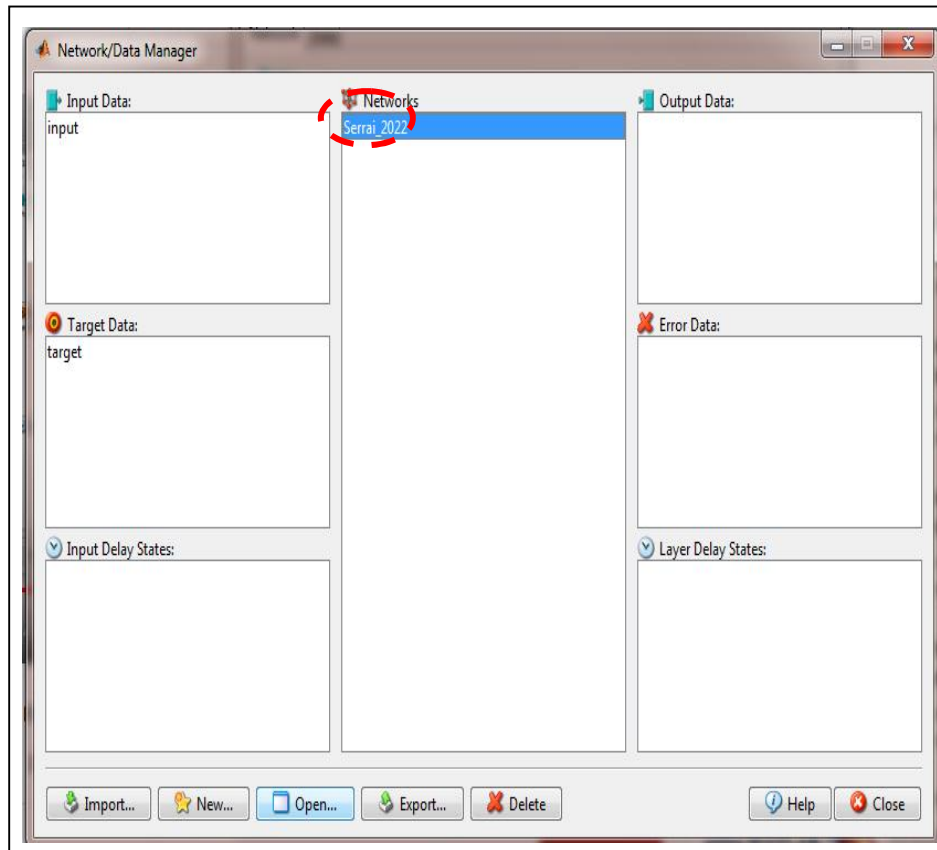 Network/Data Manager
Input Data:
input
Networks
Serrai_2022
Output Data:
Target Data:
target
Error Data:
Input Delay States:
Layer Delay States:
Import...
New...
Open...
Export...
Delete
Help
Close